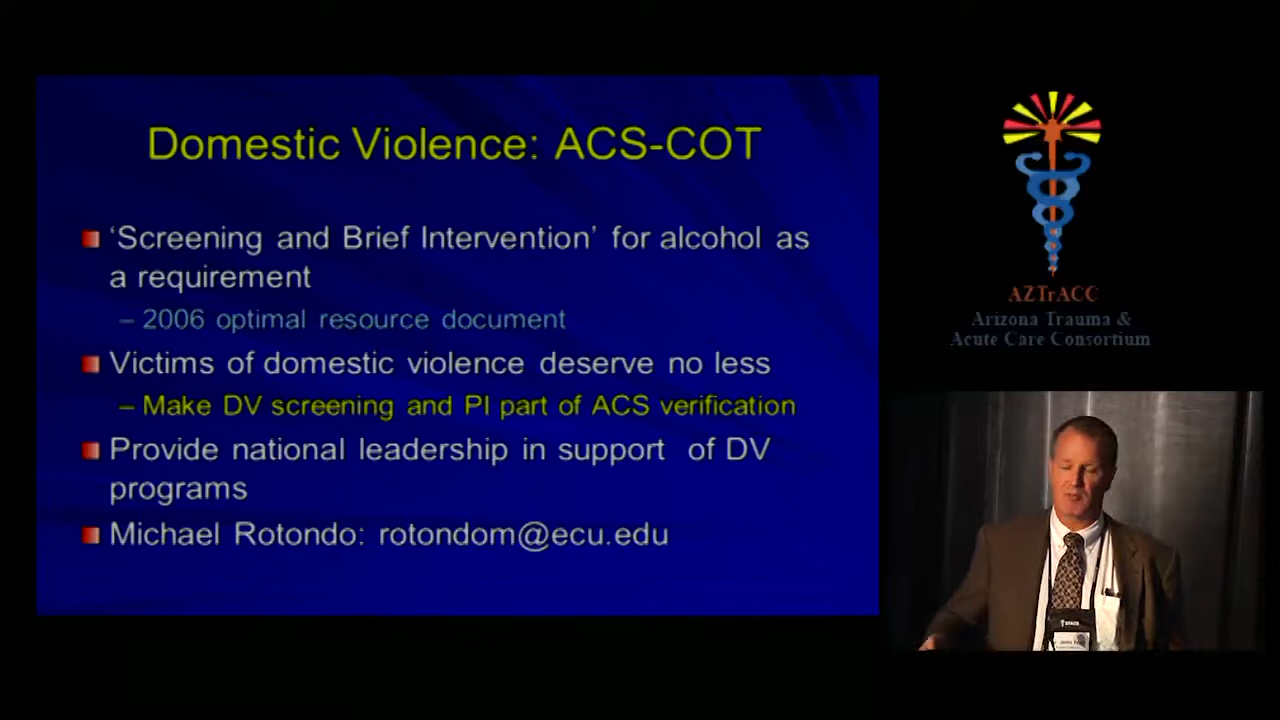 Domestic Violence: ACS-COT
‘Screening and Brief Intervention’ for alcohol as
a requirement
– 2006 optimal resource document
Victims of domestic violence deserve no less
– Make DV screening and PI part of ACS verification
Provide national leadership in support of DV
programs
Michael Rotondo: rotondom@ecu.edu
AZTrACC
Arizona Trauma &
Acute Care Consortium